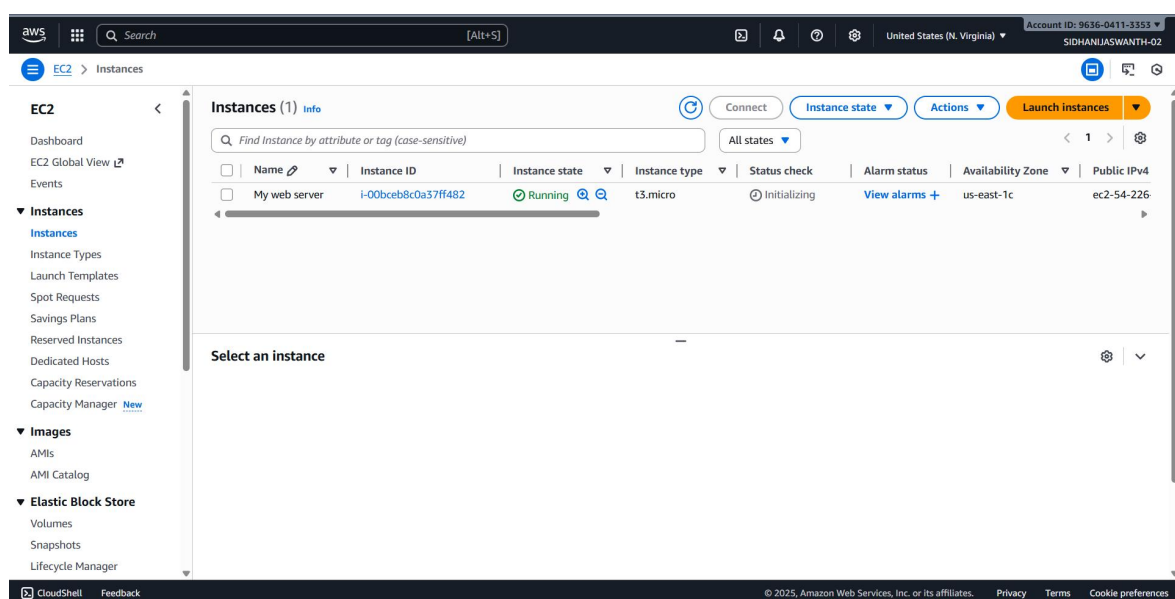 aws Search [Alt+S] United States (N. Virginia) Account ID: 9636-0411-3353
SIDHANIJASWANTH-02
EC2 > Instances
EC2
Dashboard
EC2 Global View
Events
Instances
Instances
Instance Types
Launch Templates
Spot Requests
Savings Plans
Reserved Instances
Dedicated Hosts
Capacity Reservations
Capacity Manager New
Images
AMIs
AMI Catalog
Elastic Block Store
Volumes
Snapshots
Lifecycle Manager
Instances (1) Info Connect Instance state Actions Launch instances
Find Instance by attribute or tag (case-sensitive) All states < 1 >
Name Instance ID Instance state Instance type Status check Alarm status Availability Zone Public IPv4
My web server i-00bceb8c0a37ff482 Running t3.micro Initializing View alarms + us-east-1c ec2-54-226-
Select an instance
CloudShell Feedback © 2025, Amazon Web Services, Inc. or its affiliates. Privacy Terms Cookie preferences